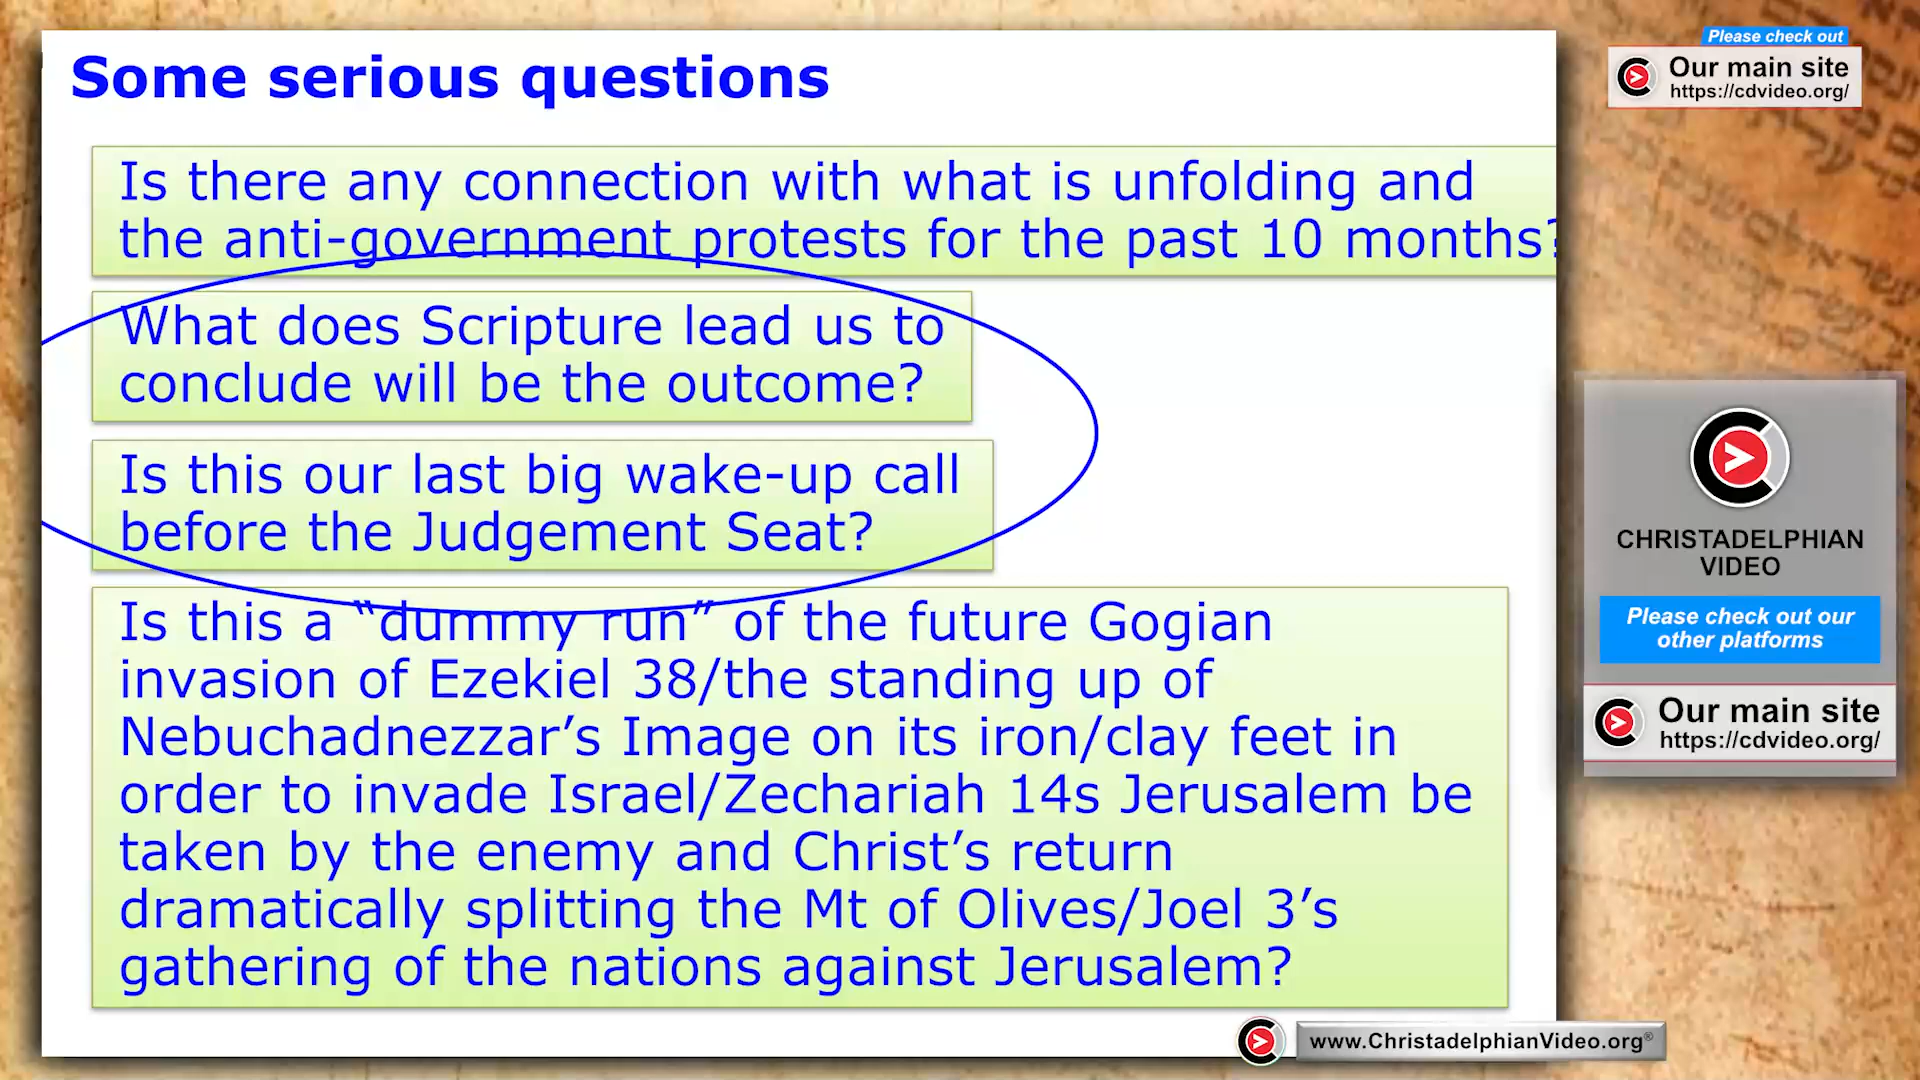 Some serious questions
Is there any connection with what is unfolding and
the anti-government protests for the past 10 months?
What does Scripture lead us to
conclude will be the outcome?
Is this our last big wake-up call
before the Judgement Seat?
Is this a “dummy run” of the future Gogian
invasion of Ezekiel 38/the standing up of
Nebuchadnezzar’s Image on its iron/clay feet in
order to invade Israel/Zechariah 14s Jerusalem be
taken by the enemy and Christ’s return
dramatically splitting the Mt of Olives/Joel 3’s
gathering of the nations against Jerusalem?
Please check out
Our main site
https://cdvideo.org/
CHRISTADELPHIAN
VIDEO
Please check out our
other platforms
Our main site
https://cdvideo.org/
www.ChristadelphianVideo.org®